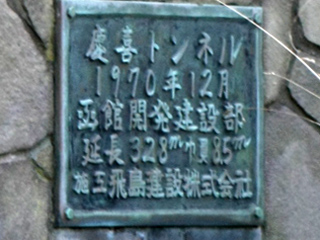 慶喜トンネル
1970年12月
函館開発建設部
延長328m巾員8.5m
施工飛島建設株式会社